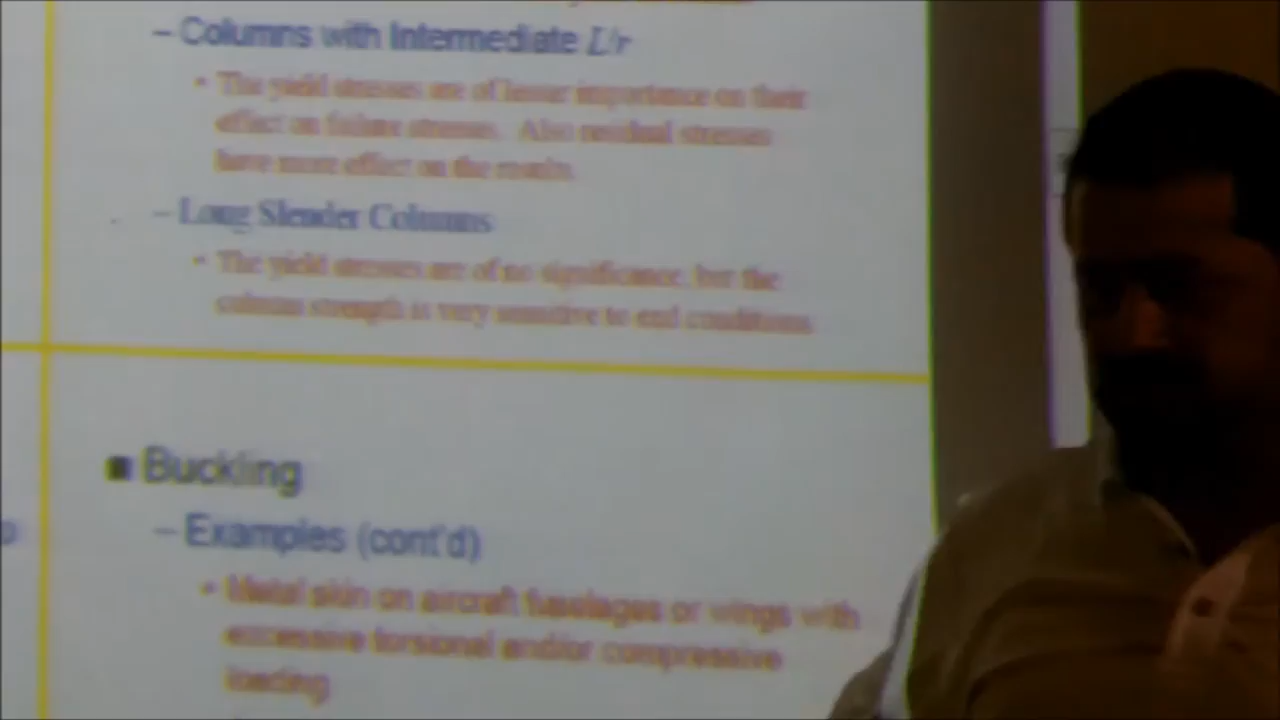 – Columns with Intermediate L/r
• The yield stresses are of lesser importance on their
effect on failure stresses. Also residual stresses
have more effect on the results.
– Long Slender Columns
• The yield stresses are of no significance, but the
column strength is very sensitive to end conditions.
■ Buckling
– Examples (cont'd)
• Metal skin on aircraft fuselages or wings with
excessive torsional and/or compressive
loading